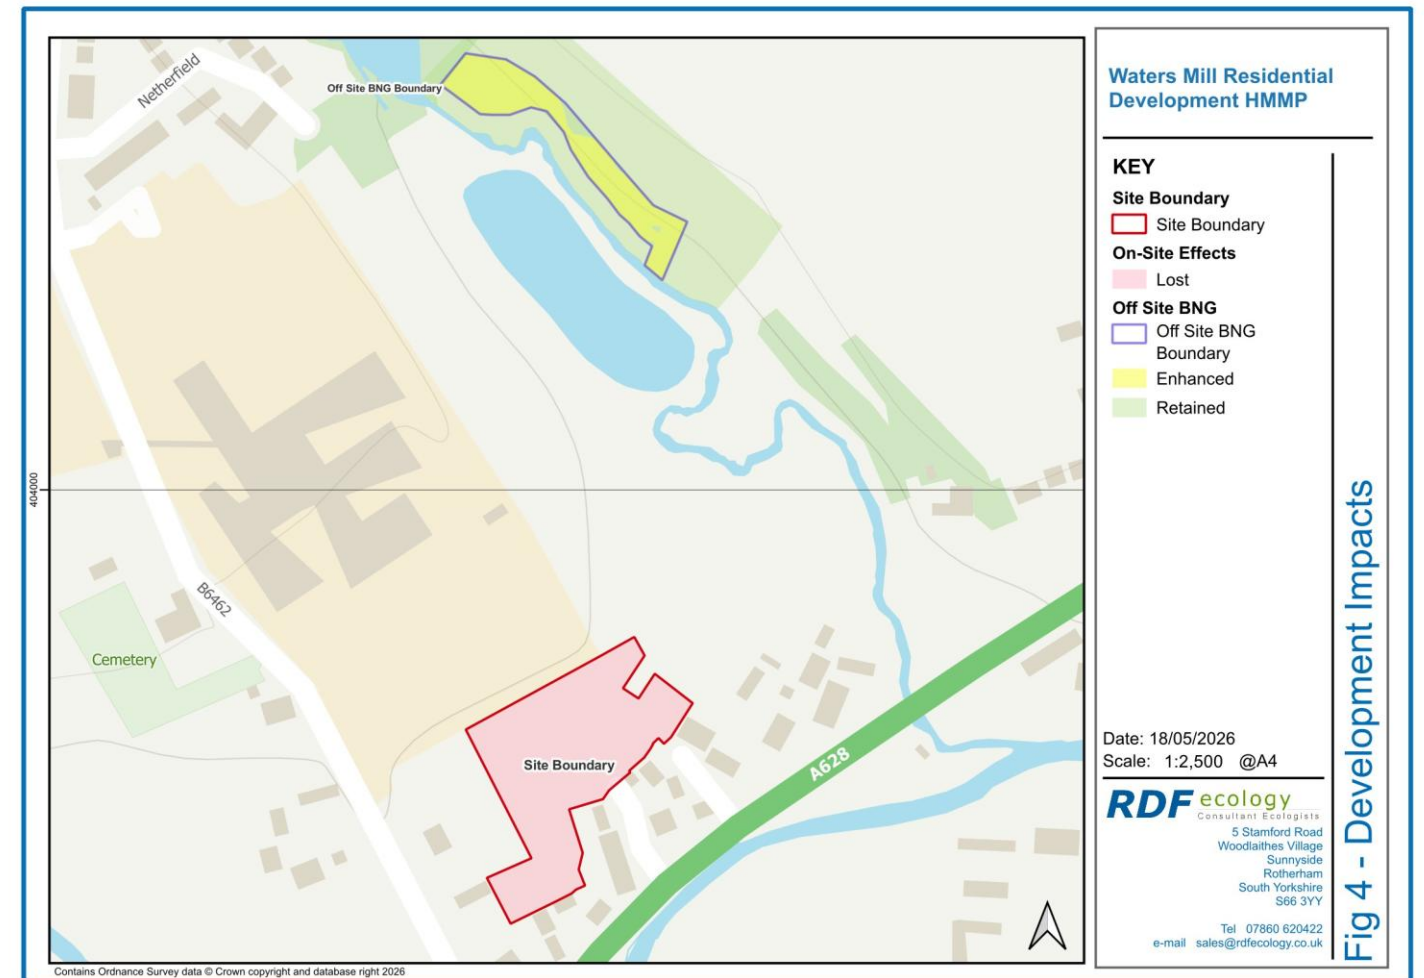 Netherfield
Off Site BNG Boundary
404000
B6462
Cemetery
Site Boundary
A628
Contains Ordnance Survey data © Crown copyright and database right 2026
Waters Mill Residential
Development HMMP
KEY
Site Boundary
Site Boundary
On-Site Effects
Lost
Off Site BNG
Off Site BNG
Boundary
Enhanced
Retained
Fig 4 - Development Impacts
Date: 18/05/2026
Scale: 1:2,500 @A4
RDF ecology
Consultant Ecologists
5 Stamford Road
Woodlaithes Village
Sunnyside
Rotherham
South Yorkshire
S66 3YY
Tel 07860 620422
e-mail sales@rdfecology.co.uk